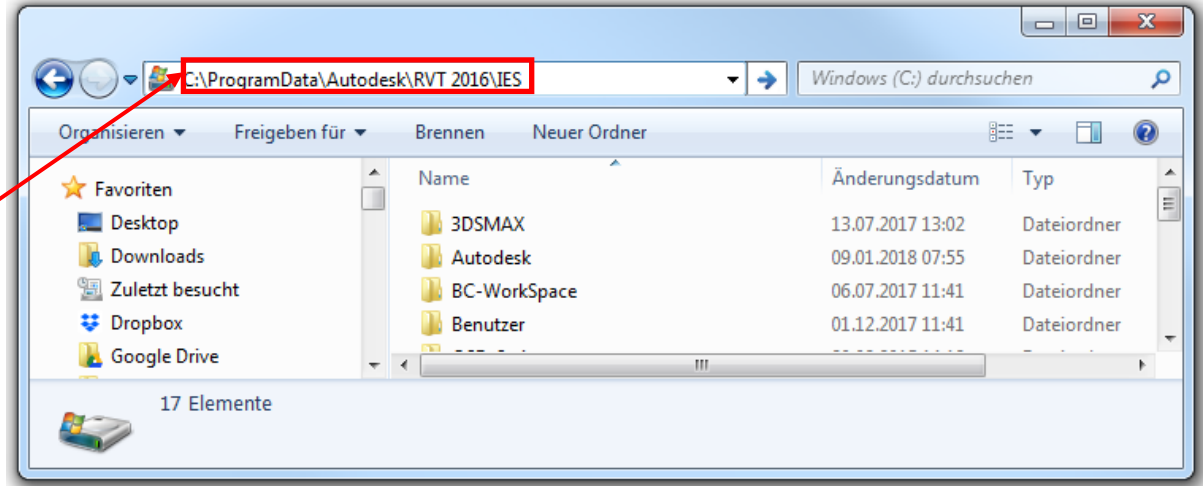 C:\ProgramData\Autodesk\RVT 2016\IES
Windows (C:) durchsuchen
Organisieren Freigeben für Brennen Neuer Ordner
Favoriten
Desktop
Downloads
Zuletzt besucht
Dropbox
Google Drive
Name Änderungsdatum Typ
3DSMAX 13.07.2017 13:02 Dateiordner
Autodesk 09.01.2018 07:55 Dateiordner
BC-WorkSpace 06.07.2017 11:41 Dateiordner
Benutzer 01.12.2017 11:41 Dateiordner
17 Elemente